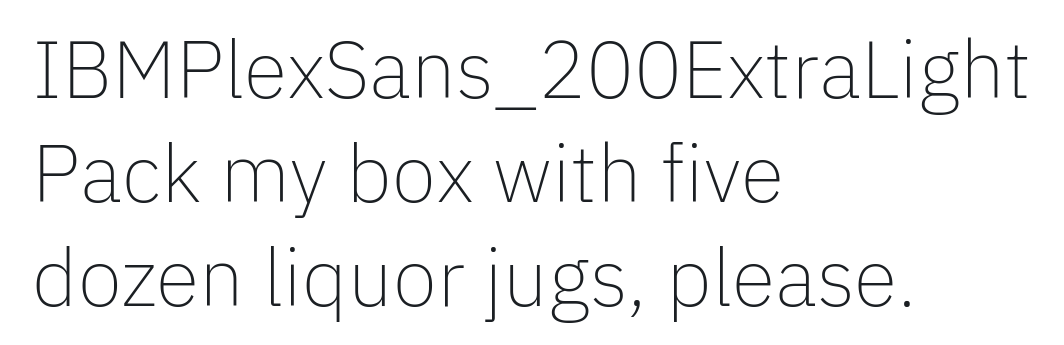 IBMPlexSans_200ExtraLight
Pack my box with five
dozen liquor jugs, please.